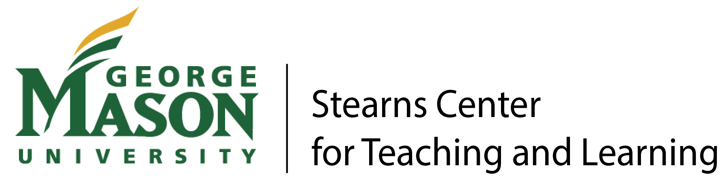 GEORGE
MASON
UNIVERSITY
Stearns Center
for Teaching and Learning